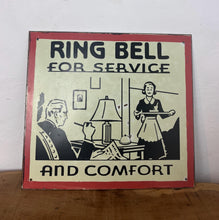 RING BELL
FOR SERVICE
AND COMFORT